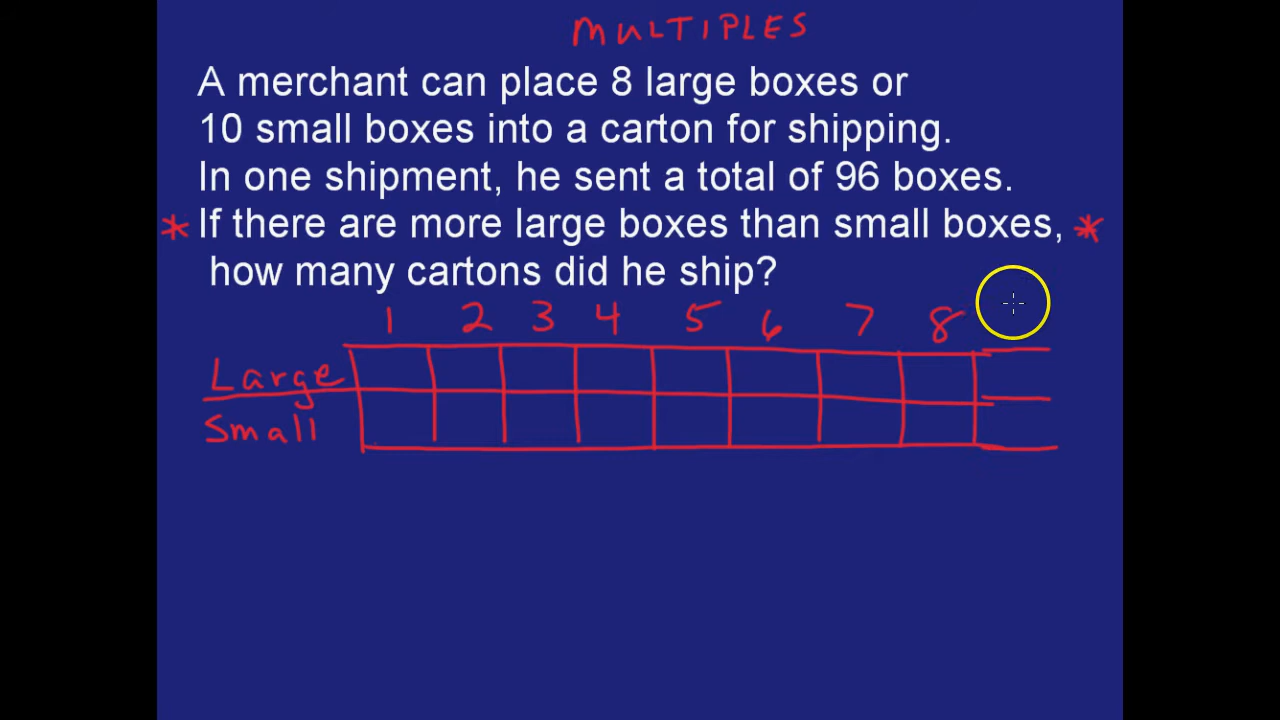 MULTIPLES
A merchant can place 8 large boxes or
10 small boxes into a carton for shipping.
In one shipment, he sent a total of 96 boxes.
* If there are more large boxes than small boxes, *
how many cartons did he ship?
1 2 3 4 5 6 7 8
Large
Small